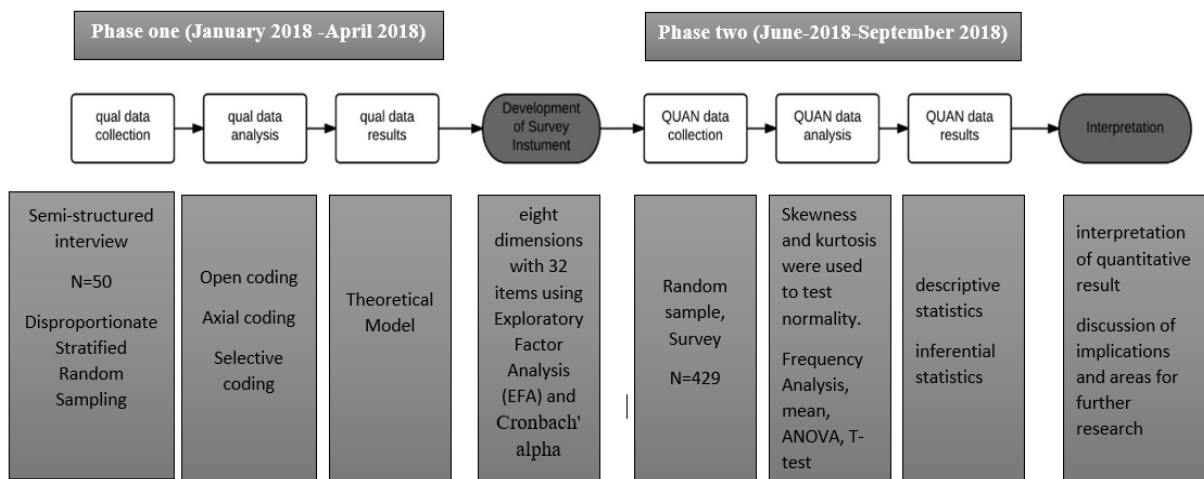 Phase one (January 2018 -April 2018)
Phase two (June-2018-September 2018)
qual data
collection
qual data
analysis
qual data
results
Development
of Survey
Instument
QUAN data
collection
QUAN data
analysis
QUAN data
results
Interpretation
Semi-structured
interview
N=50
Disproportionate
Stratified
Random
Sampling
Open coding
Axial coding
Selective
coding
Theoretical
Model
eight
dimensions
with 32
items using
Exploratory
Factor
Analysis
(EFA) and
Cronbach'
alpha
Random
sample,
Survey
N=429
Skewness
and kurtosis
were used
to test
normality.
Frequency
Analysis,
mean,
ANOVA, T-
test
descriptive
statistics
inferential
statistics
interpretation
of quantitative
result
discussion of
implications
and areas for
further
research